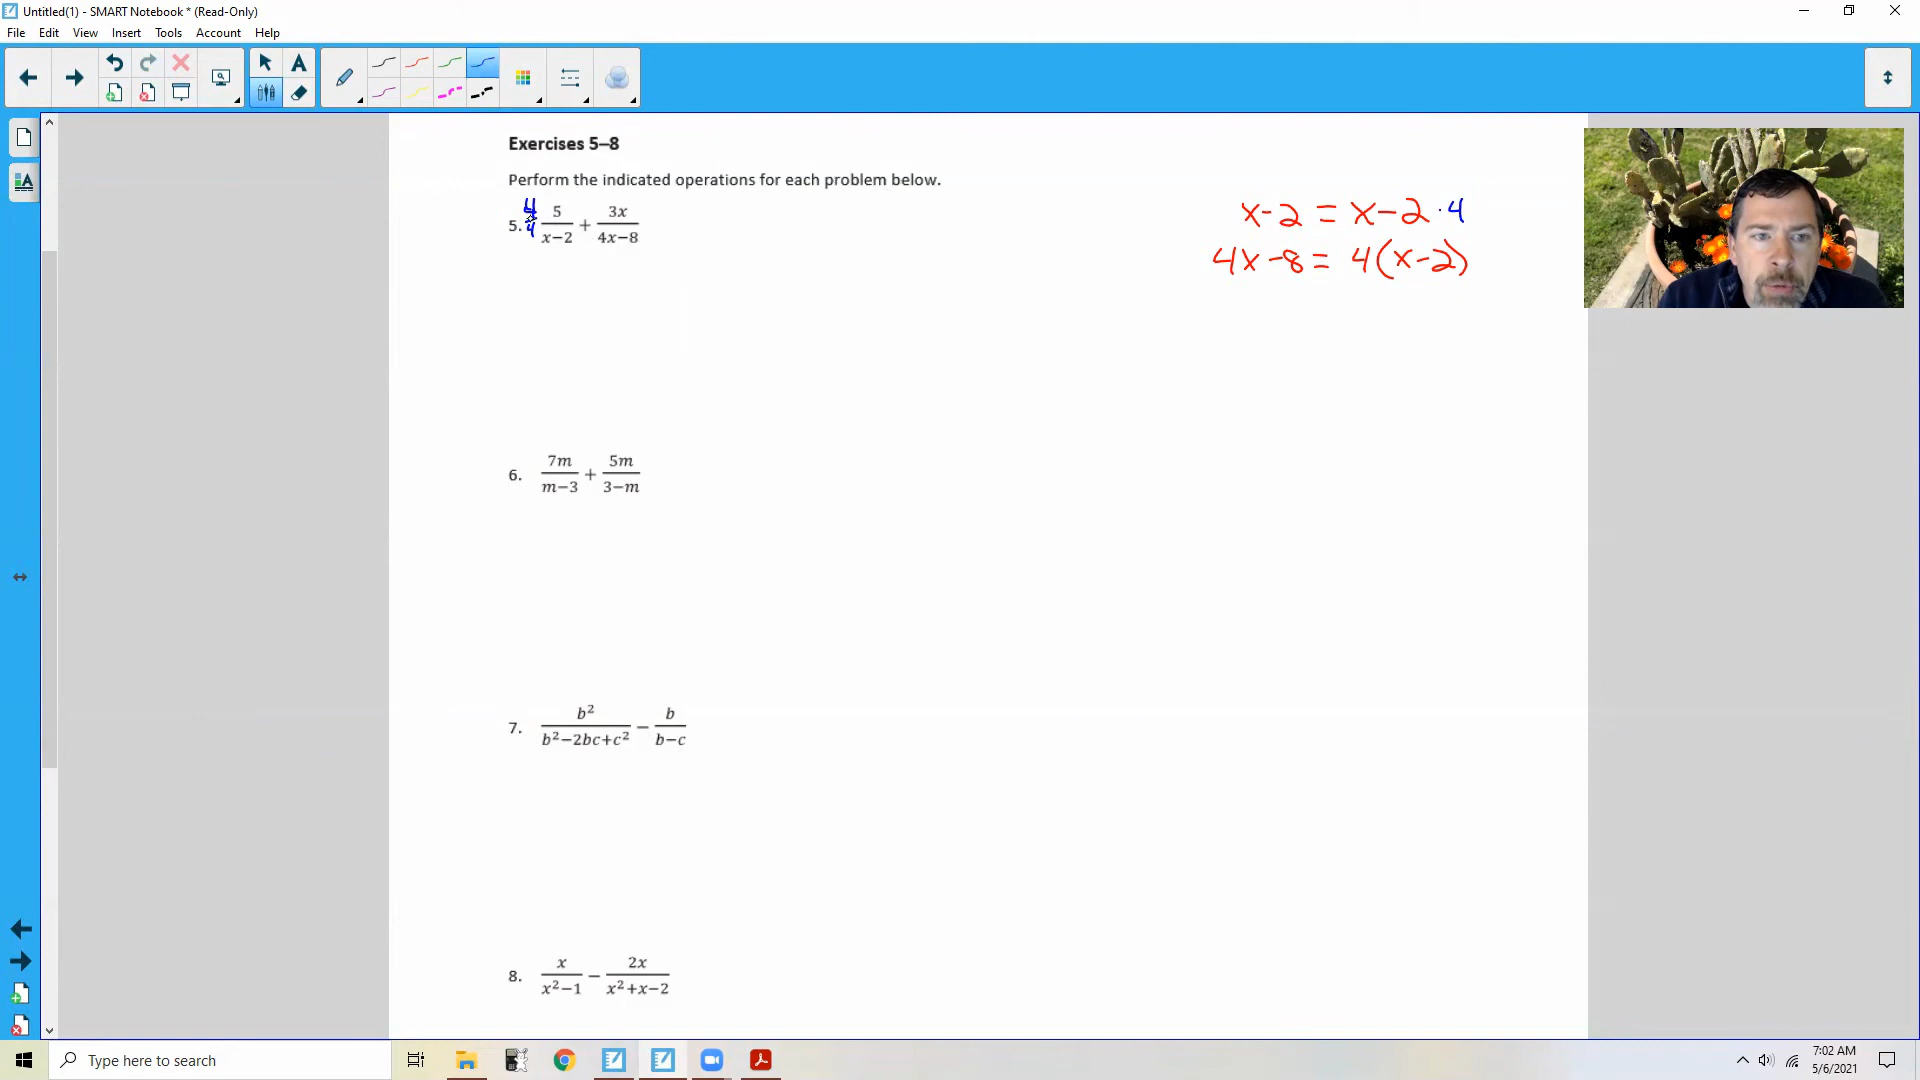 Untitled(1) - SMART Notebook * (Read-Only)
File Edit View Insert Tools Account Help
A
Exercises 5–8
Perform the indicated operations for each problem below.
5. 4/4 5/(x−2) + 3x/(4x−8)
x-2 = x-2 · 4
4x-8 = 4(x-2)
6. 7m/(m−3) + 5m/(3−m)
7. b²/(b²−2bc+c²) − b/(b−c)
8. x/(x²−1) − 2x/(x²+x−2)
Type here to search
7:02 AM
5/6/2021